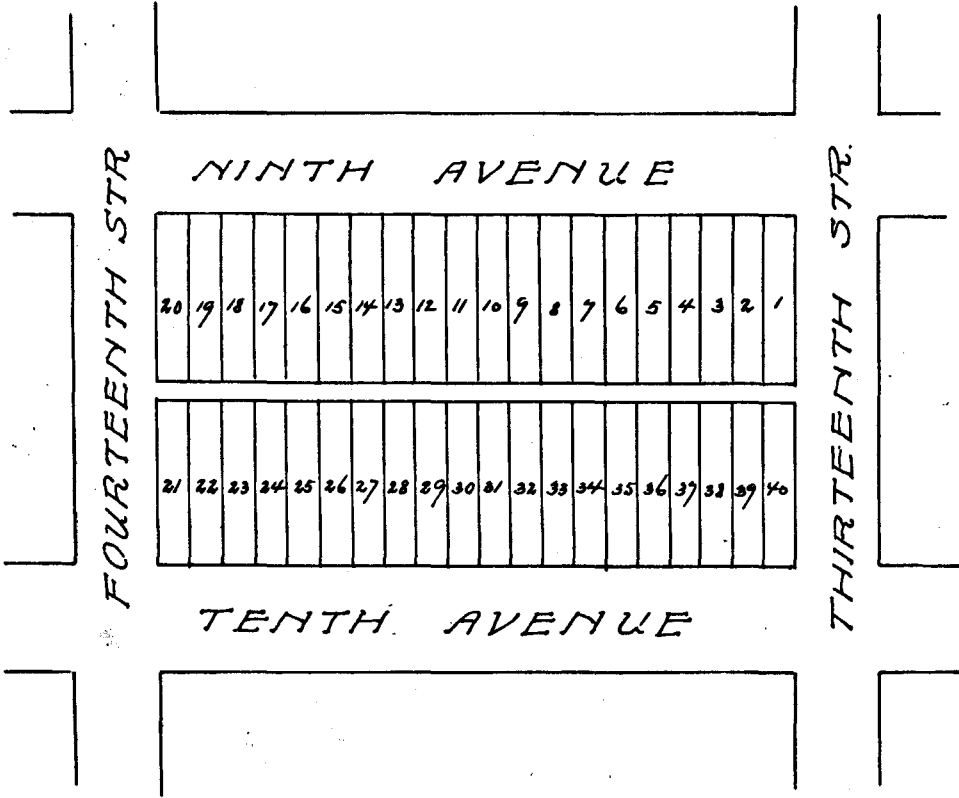 NINTH AVENUE
FOURTEENTH STR
THIRTEENTH STR.
20 19 18 17 16 15 14 13 12 11 10 9 8 7 6 5 4 3 2 1
21 22 23 24 25 26 27 28 29 30 31 32 33 34 35 36 37 38 39 40
TENTH AVENUE